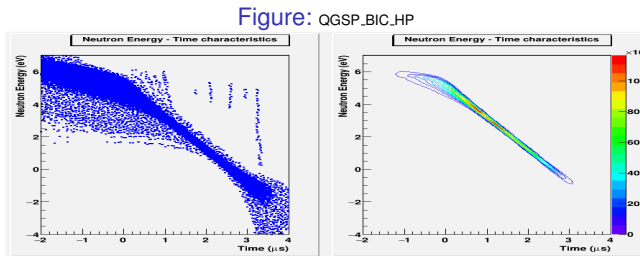 Figure: QGSP_BIC_HP
Neutron Energy - Time characteristics
Neutron Energy (eV)
6
4
2
0
−2
−4
−2 −1 0 1 2 3 4
Time (μs)
Neutron Energy - Time characteristics
Neutron Energy (eV)
6
4
2
0
−2
−4
−2 −1 0 1 2 3 4
Time (μs)
×10
100
80
60
40
20
0